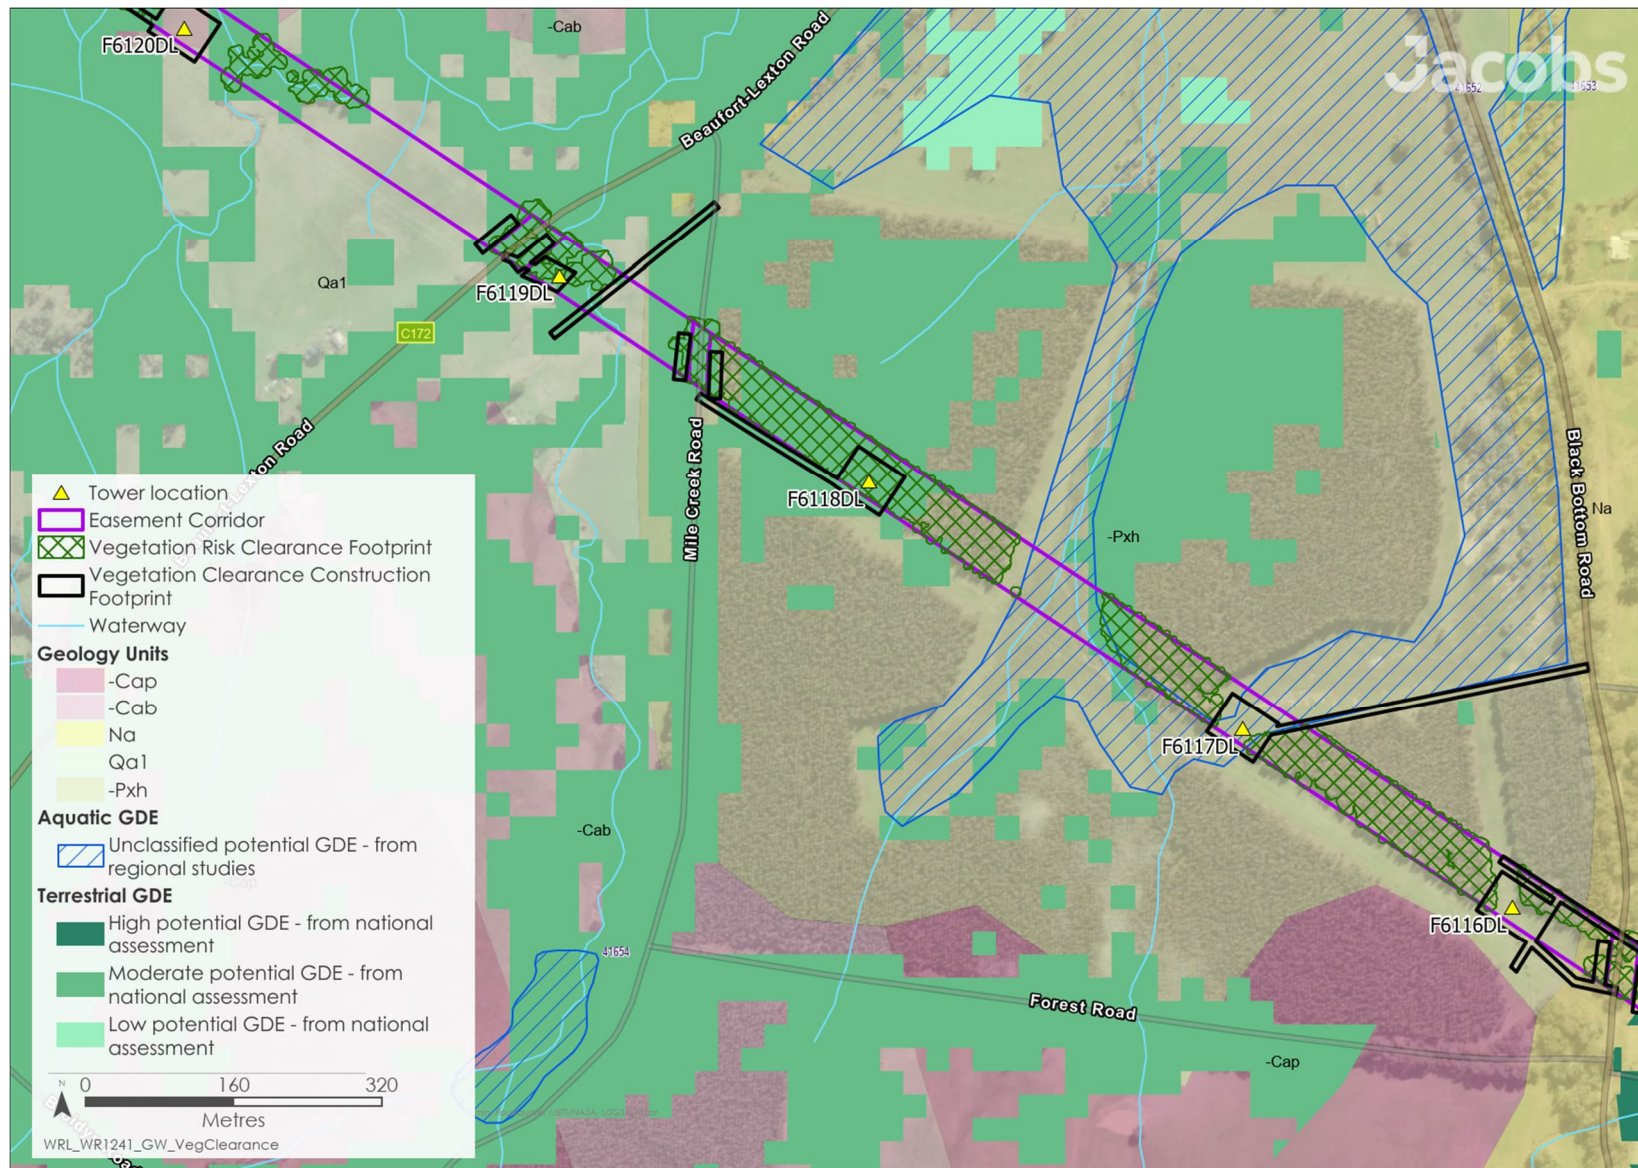 -Cab
Beaufort-Lexton Road
Jacobs
41652
41653
F6120DL
Qa1
F6119DL
C172
Beaufort-Lexton Road
Mile Creek Road
F6118DL
-Pxh
Black Bottom Road
Na
F6117DL
F6116DL
-Cab
-Cap
41654
Forest Road
-Cap
Tower location
Easement Corridor
Vegetation Risk Clearance Footprint
Vegetation Clearance Construction
Footprint
Waterway
Geology Units
-Cap
-Cab
Na
Qa1
-Pxh
Aquatic GDE
Unclassified potential GDE - from
regional studies
Terrestrial GDE
High potential GDE - from national
assessment
Moderate potential GDE - from
national assessment
Low potential GDE - from national
assessment
N
0 160 320
Metres
WRL_WR1241_GW_VegClearance